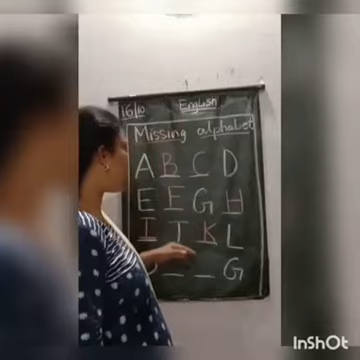 16/10 English
Missing alphabet
A B C D
E F G H
I J K L
_ _ G
InShOt